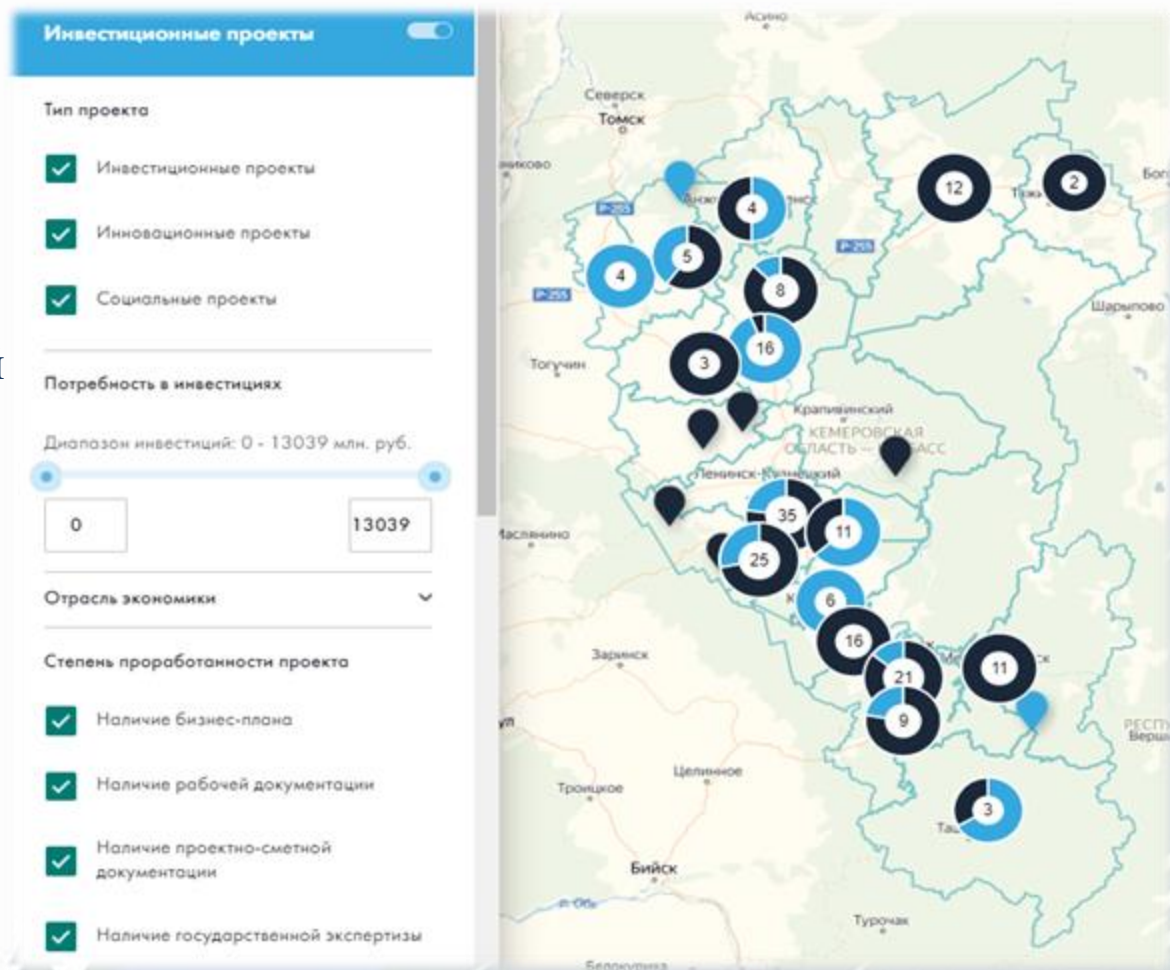 Инвестиционные проекты
Тип проекта
Инвестиционные проекты
Инновационные проекты
Социальные проекты
Потребность в инвестициях
Диапазон инвестиций: 0 - 13039 млн. руб.
0
13039
Отрасль экономики
Степень проработанности проекта
Наличие бизнес-плана
Наличие рабочей документации
Наличие проектно-сметной
документации
Наличие государственной экспертизы
Асино
Северск
Томск
Р-255
4
12
2
5
Р-255
4
8
Р-255
Шарыпово
16
Тогучин
3
Крапивинский
КЕМЕРОВСКАЯ
ОБЛАСТЬ —
Ленинск-Кузнецкий
35
11
Маслянино
25
6
16
Заринск
11
21
9
Целинное
Троицкое
3
Бийск
р. Обь
Турочак